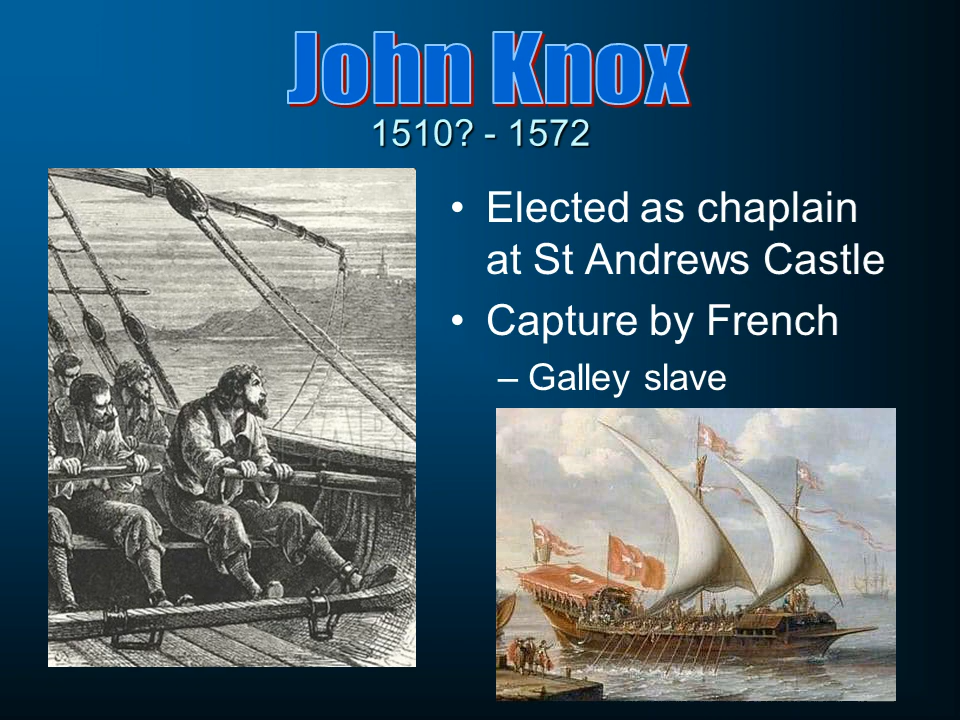 John Knox
1510? - 1572
• Elected as chaplain
at St Andrews Castle
• Capture by French
– Galley slave